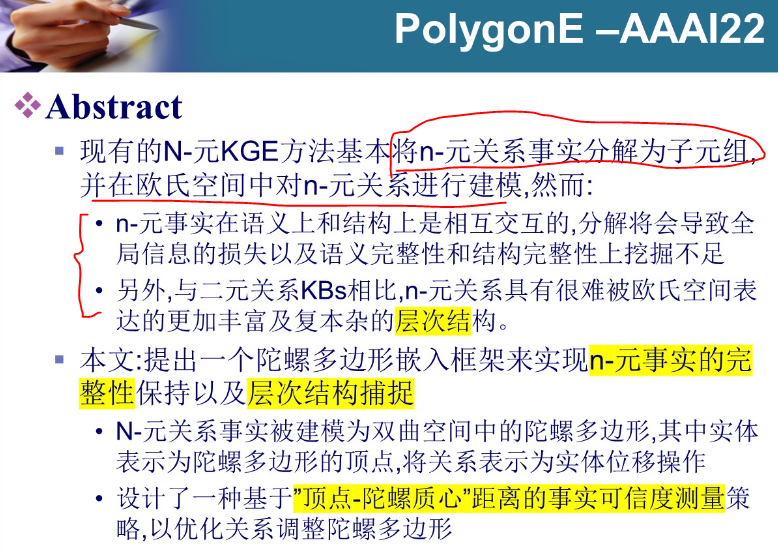 PolygonE –AAAI22
Abstract
现有的N-元KGE方法基本将n-元关系事实分解为子元组,
并在欧氏空间中对n-元关系进行建模,然而:
n-元事实在语义上和结构上是相互交互的,分解将会导致全
局信息的损失以及语义完整性和结构完整性上挖掘不足
另外,与二元关系KBs相比,n-元关系具有很难被欧氏空间表
达的更加丰富及复本杂的层次结构。
本文:提出一个陀螺多边形嵌入框架来实现n-元事实的完
整性保持以及层次结构捕捉
N-元关系事实被建模为双曲空间中的陀螺多边形,其中实体
表示为陀螺多边形的顶点,将关系表示为实体位移操作
设计了一种基于”顶点-陀螺质心”距离的事实可信度测量策
略,以优化关系调整陀螺多边形